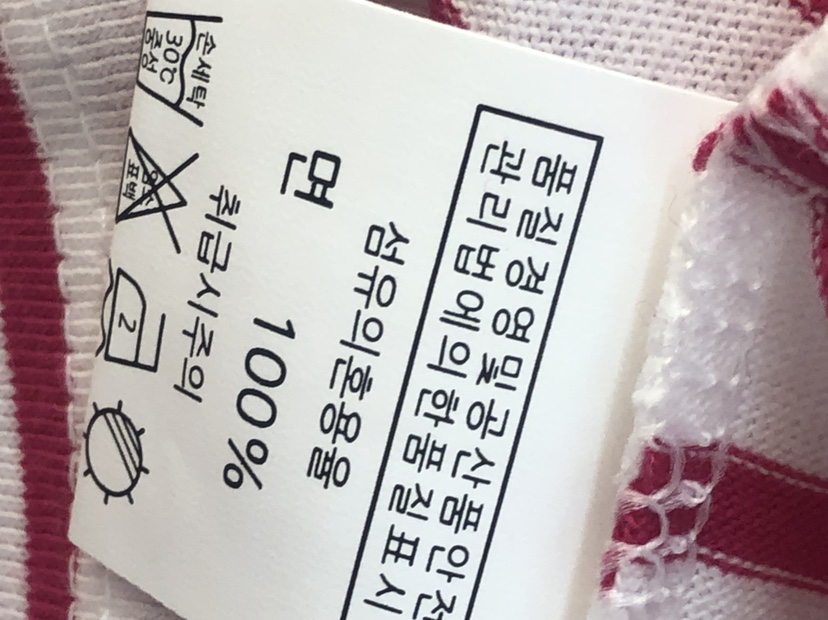 품질경영및공산품안전
관리법에의한품질표시
섬유의혼용율
면 100%
취급시주의
손세탁
30℃
중성
염소
표백
2